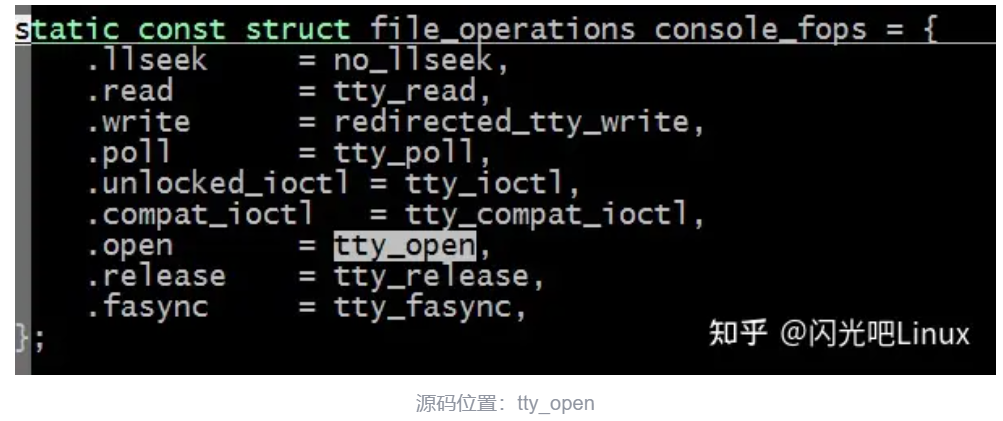 static const struct file_operations console_fops = {
    .llseek     = no_llseek,
    .read       = tty_read,
    .write      = redirected_tty_write,
    .poll       = tty_poll,
    .unlocked_ioctl = tty_ioctl,
    .compat_ioctl   = tty_compat_ioctl,
    .open       = tty_open,
    .release    = tty_release,
    .fasync     = tty_fasync,
};
知乎 @闪光吧Linux
源码位置：tty_open